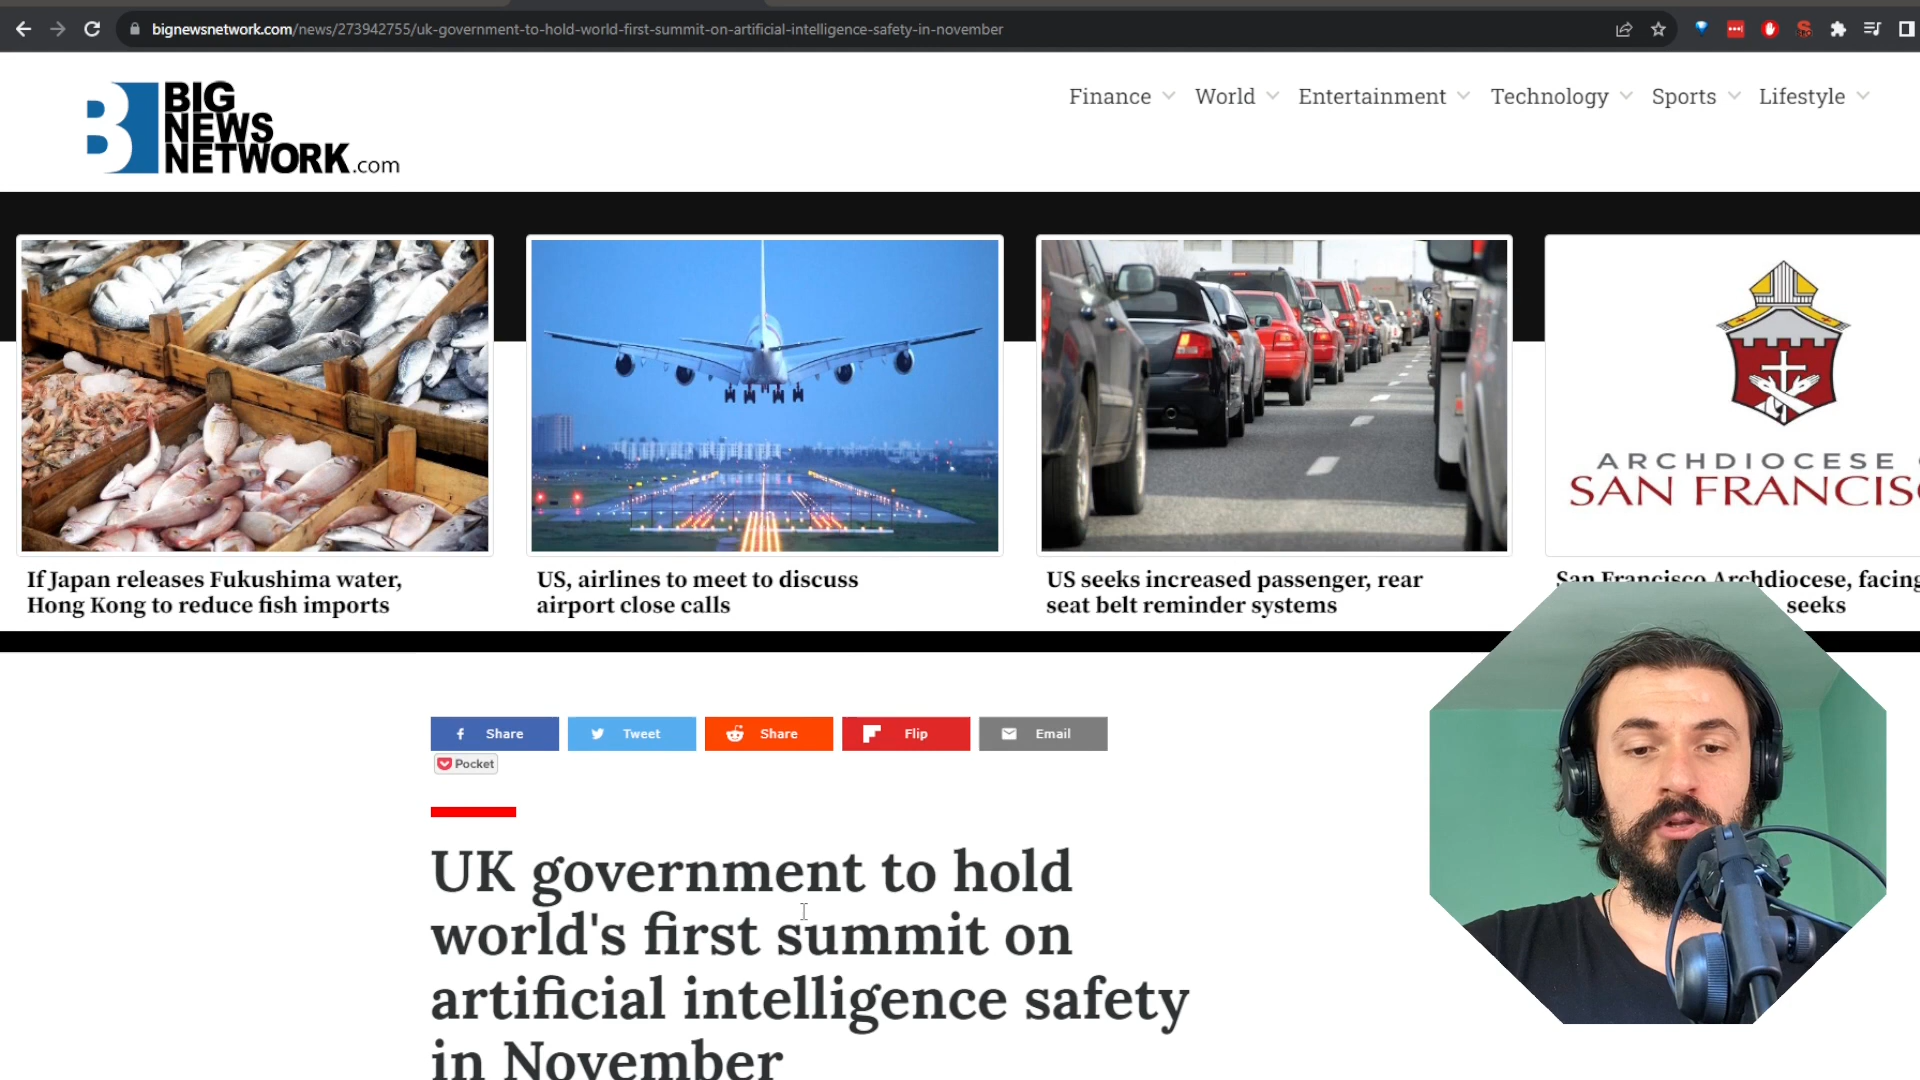 bignewsnetwork.com/news/273942755/uk-government-to-hold-world-first-summit-on-artificial-intelligence-safety-in-november
BIG
NEWS
NETWORK.com
Finance
World
Entertainment
Technology
Sports
Lifestyle
ARCHDIOCESE
SAN FRANCIS
If Japan releases Fukushima water,
Hong Kong to reduce fish imports
US, airlines to meet to discuss
airport close calls
US seeks increased passenger, rear
seat belt reminder systems
San Francisco Archdiocese, facing
seeks
Share
Tweet
Share
Flip
Email
Pocket
UK government to hold
world's first summit on
artificial intelligence safety
in November